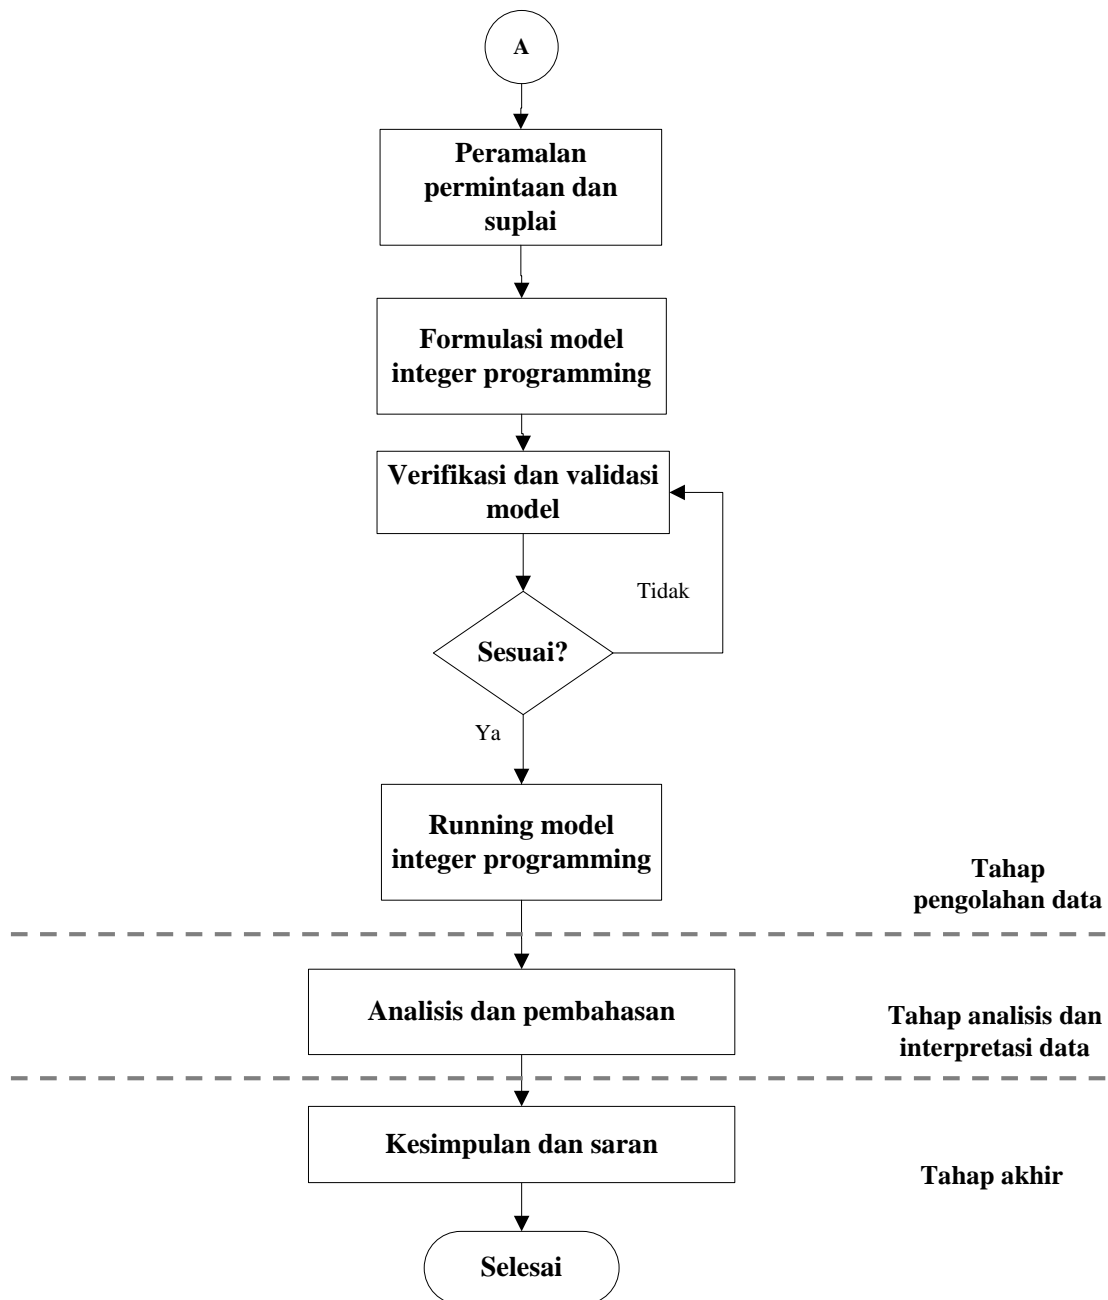 A
Peramalan
permintaan dan
suplai
Formulasi model
integer programming
Verifikasi dan validasi
model
Tidak
Sesuai?
Ya
Running model
integer programming
Tahap
pengolahan data
Analisis dan pembahasan
Tahap analisis dan
interpretasi data
Kesimpulan dan saran
Tahap akhir
Selesai